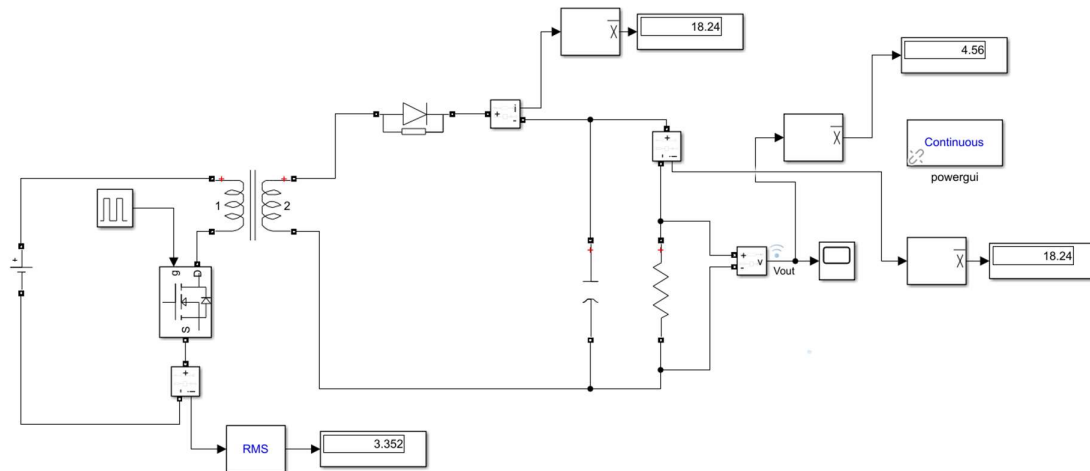 18.24
4.56
i
+
-
X
X
Continuous
powergui
+
-
i
1
2
+
g
D
S
+
-
v
Vout
X
18.24
+
-
i
RMS
3.352